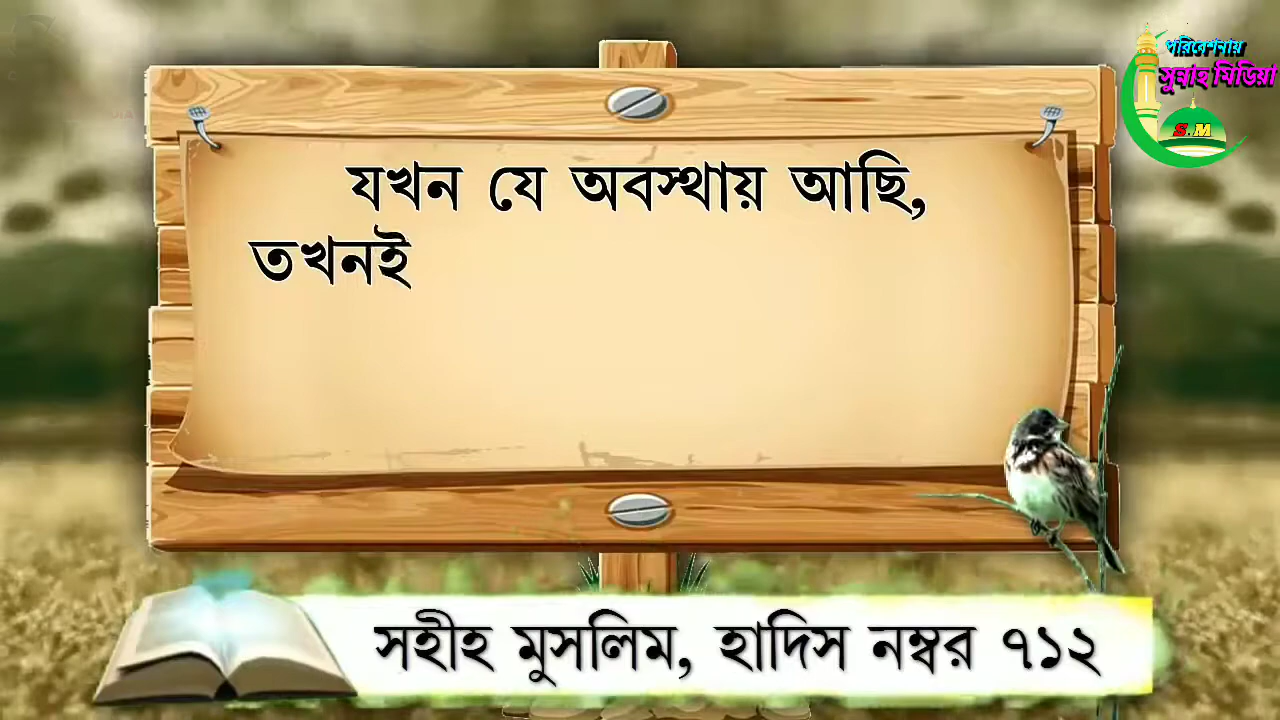 পরিবেশনায়
সুন্নাহ মিডিয়া
S.M
যখন যে অবস্থায় আছি,
তখনই
সহীহ মুসলিম, হাদিস নম্বর ৭১২